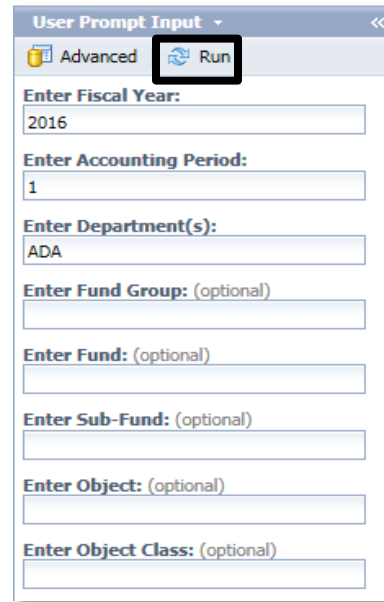 User Prompt Input
Advanced Run
Enter Fiscal Year:
2016
Enter Accounting Period:
1
Enter Department(s):
ADA
Enter Fund Group: (optional)
Enter Fund: (optional)
Enter Sub-Fund: (optional)
Enter Object: (optional)
Enter Object Class: (optional)